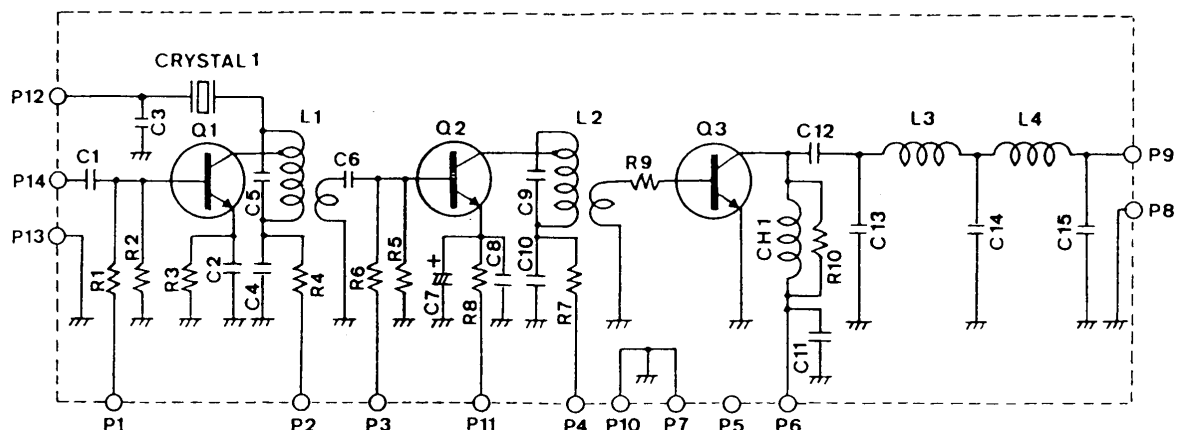 CRYSTAL 1
P12
C3
Q1
L1
Q2
L2
Q3
C12
L3
L4
C1
C6
R9
P14
P9
C5
C9
P13
P8
R1
R2
R3
C2
C4
R4
R6
R5
C7
+
R8
C8
C10
R7
CH1
R10
C13
C14
C15
C11
P1
P2
P3
P11
P4
P10
P7
P5
P6